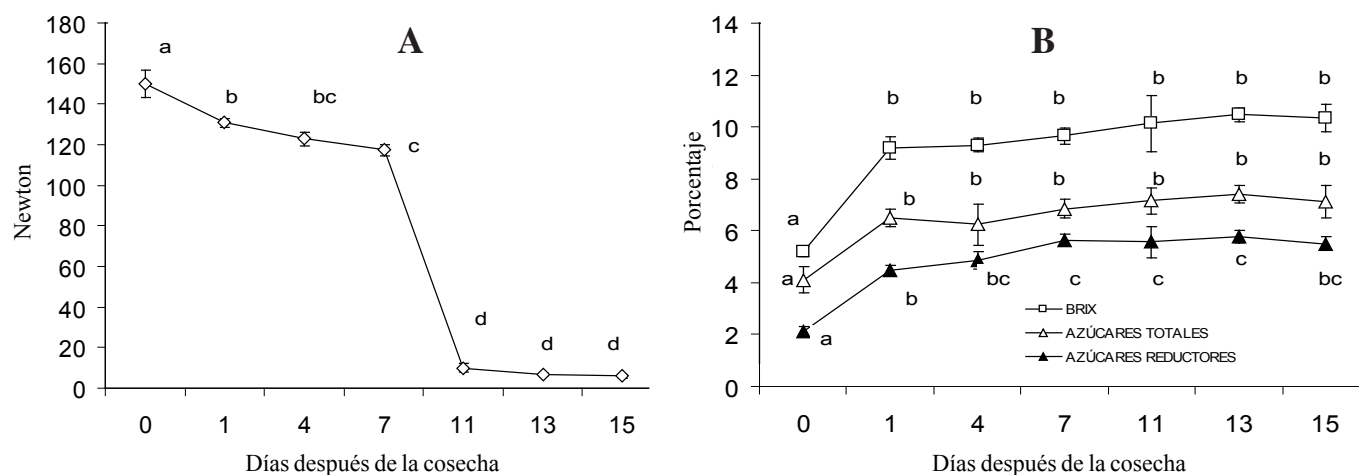 A
Newton
180
160
140
120
100
80
60
40
20
0
a
b
bc
c
d
d
d
0 1 4 7 11 13 15
Días después de la cosecha
B
Porcentaje
14
12
10
8
6
4
2
0
a b b b b b b
a b b b b b b
a b bc c c c bc
BRIX
AZÚCARES TOTALES
AZÚCARES REDUCTORES
0 1 4 7 11 13 15
Días después de la cosecha